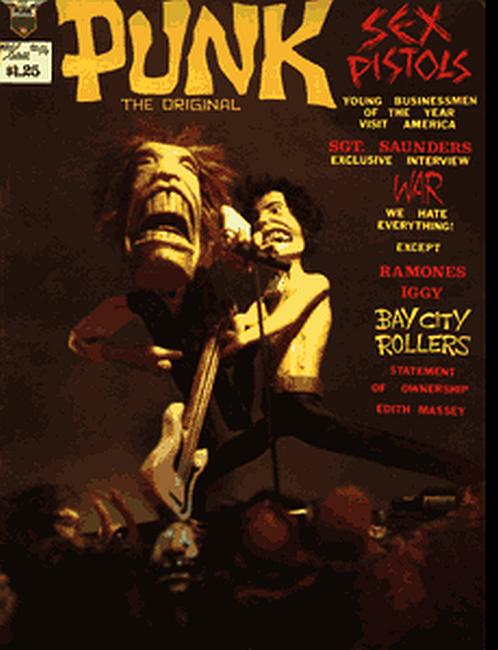 PUNK
THE ORIGINAL
$1.25
SEX
PISTOLS
YOUNG BUSINESSMEN
OF THE YEAR
VISIT AMERICA
SGT. SAUNDERS
EXCLUSIVE INTERVIEW
WAR
WE HATE
EVERYTHING!
EXCEPT
RAMONES
IGGY
BAY CITY
ROLLERS
STATEMENT
OF OWNERSHIP
EDITH MASSEY